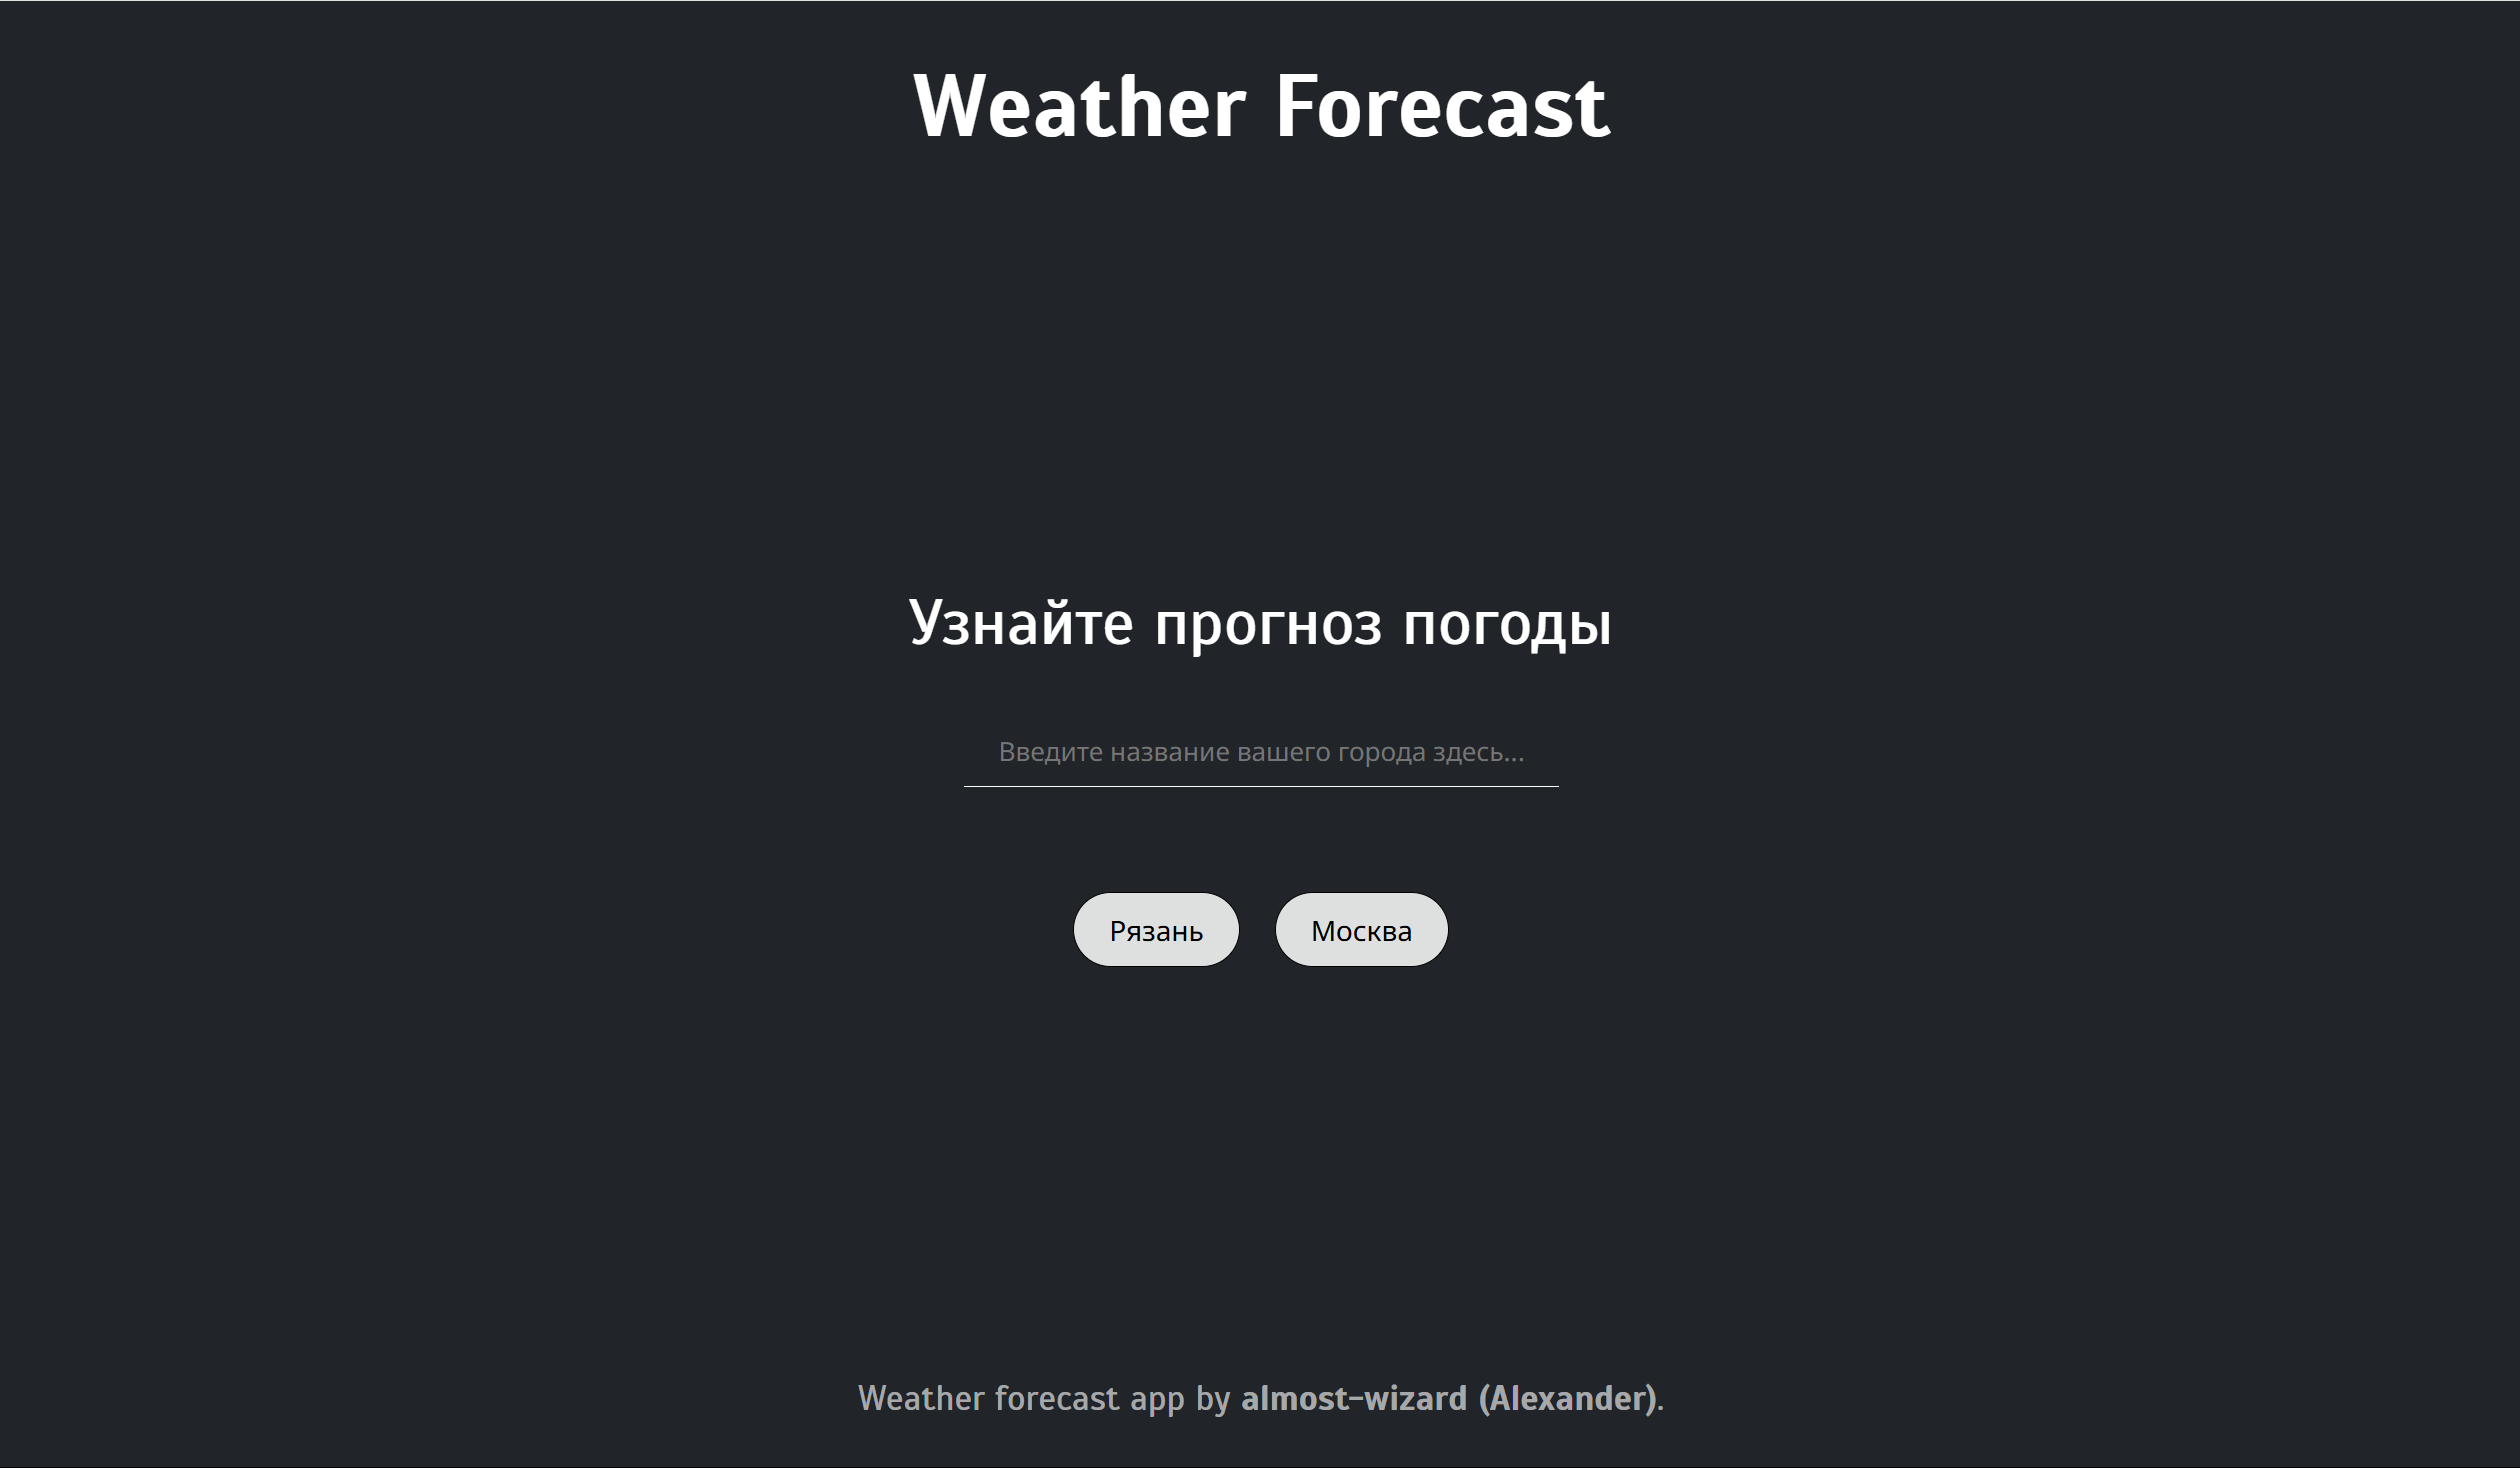 Weather Forecast
Узнайте прогноз погоды
Введите название вашего города здесь...
Рязань
Москва
Weather forecast app by almost-wizard (Alexander).